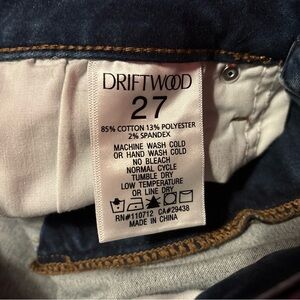 DRIFTWOOD
27
85% COTTON 13% POLYESTER
2% SPANDEX
MACHINE WASH COLD
OR HAND WASH COLD
NO BLEACH
NORMAL CYCLE
TUMBLE DRY
LOW TEMPERATURE
OR LINE DRY
RN#110712 CA#29438
MADE IN CHINA